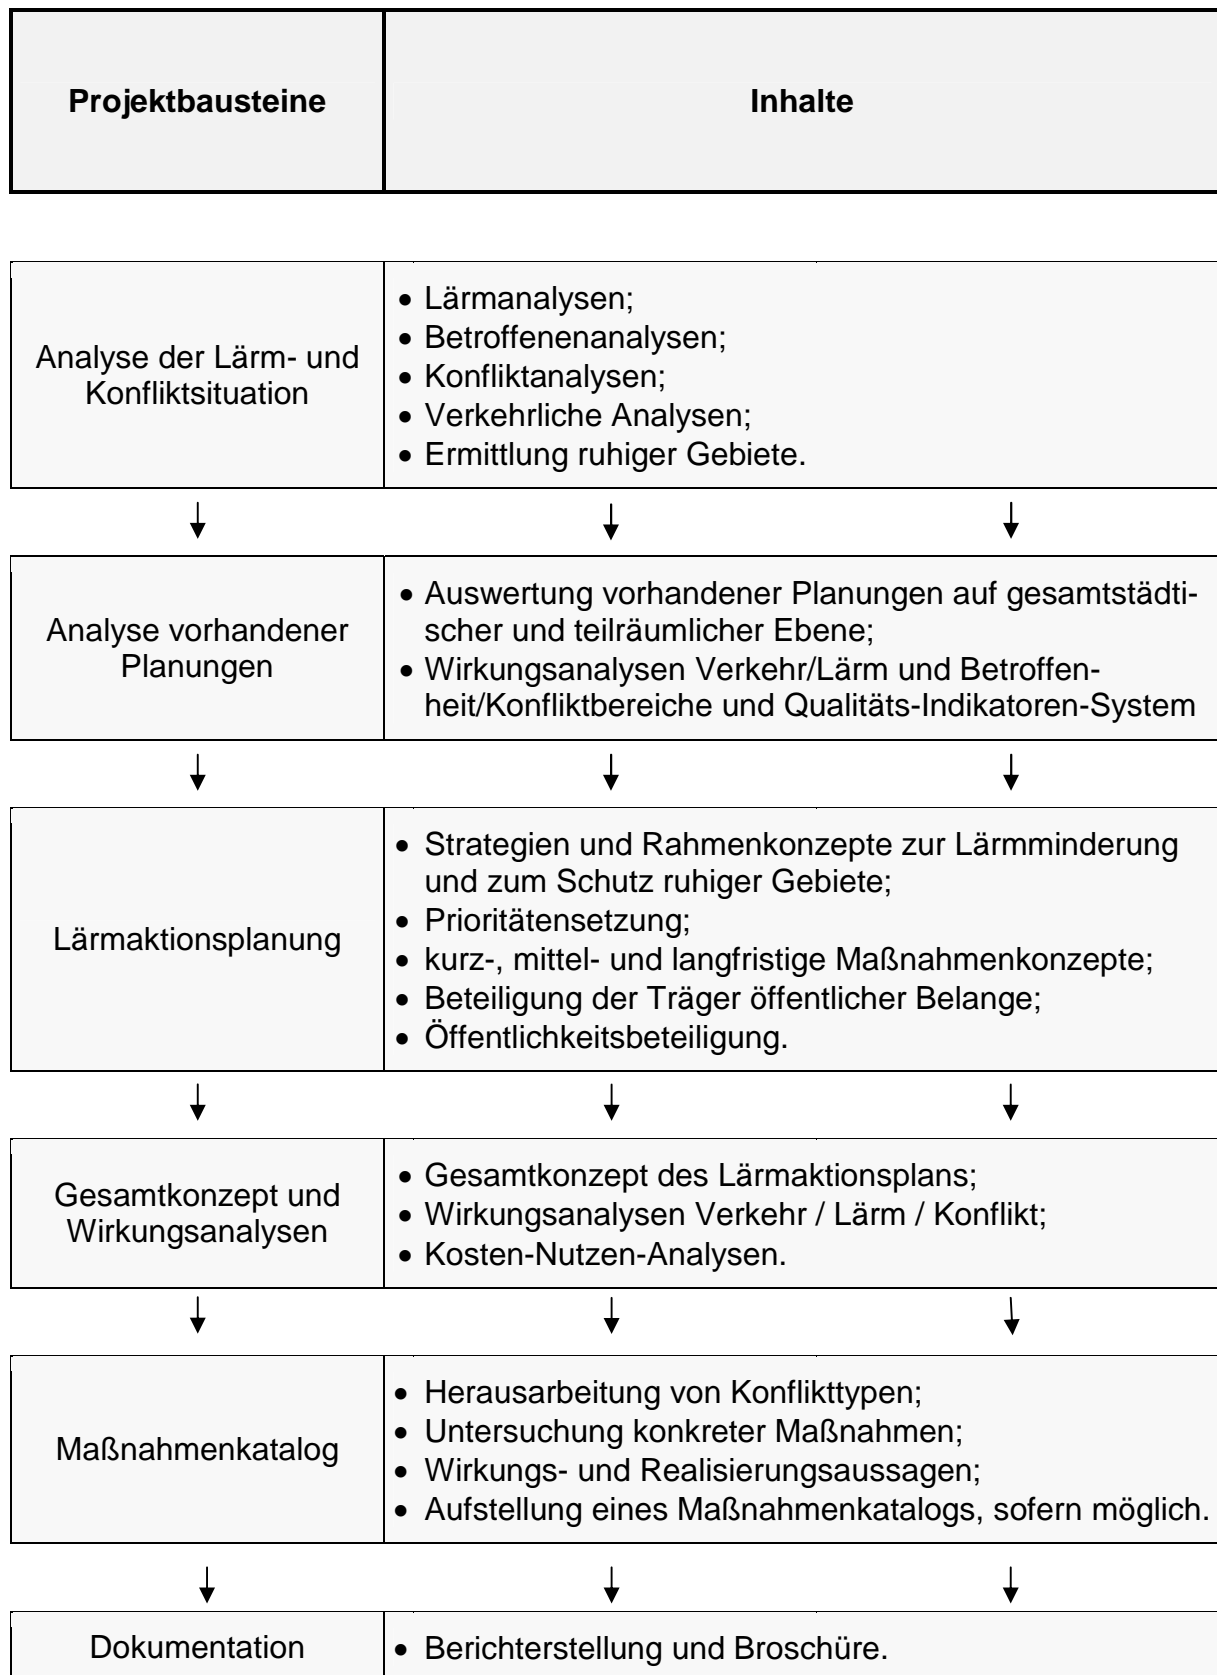 Projektbausteine
Inhalte
Analyse der Lärm- und
Konfliktsituation
• Lärmanalysen;
• Betroffenenanalysen;
• Konfliktanalysen;
• Verkehrliche Analysen;
• Ermittlung ruhiger Gebiete.
Analyse vorhandener
Planungen
• Auswertung vorhandener Planungen auf gesamtstädti-
scher und teilräumlicher Ebene;
• Wirkungsanalysen Verkehr/Lärm und Betroffen-
heit/Konfliktbereiche und Qualitäts-Indikatoren-System
Lärmaktionsplanung
• Strategien und Rahmenkonzepte zur Lärmminderung
und zum Schutz ruhiger Gebiete;
• Prioritätensetzung;
• kurz-, mittel- und langfristige Maßnahmenkonzepte;
• Beteiligung der Träger öffentlicher Belange;
• Öffentlichkeitsbeteiligung.
Gesamtkonzept und
Wirkungsanalysen
• Gesamtkonzept des Lärmaktionsplans;
• Wirkungsanalysen Verkehr / Lärm / Konflikt;
• Kosten-Nutzen-Analysen.
Maßnahmenkatalog
• Herausarbeitung von Konflikttypen;
• Untersuchung konkreter Maßnahmen;
• Wirkungs- und Realisierungsaussagen;
• Aufstellung eines Maßnahmenkatalogs, sofern möglich.
Dokumentation
• Berichterstellung und Broschüre.